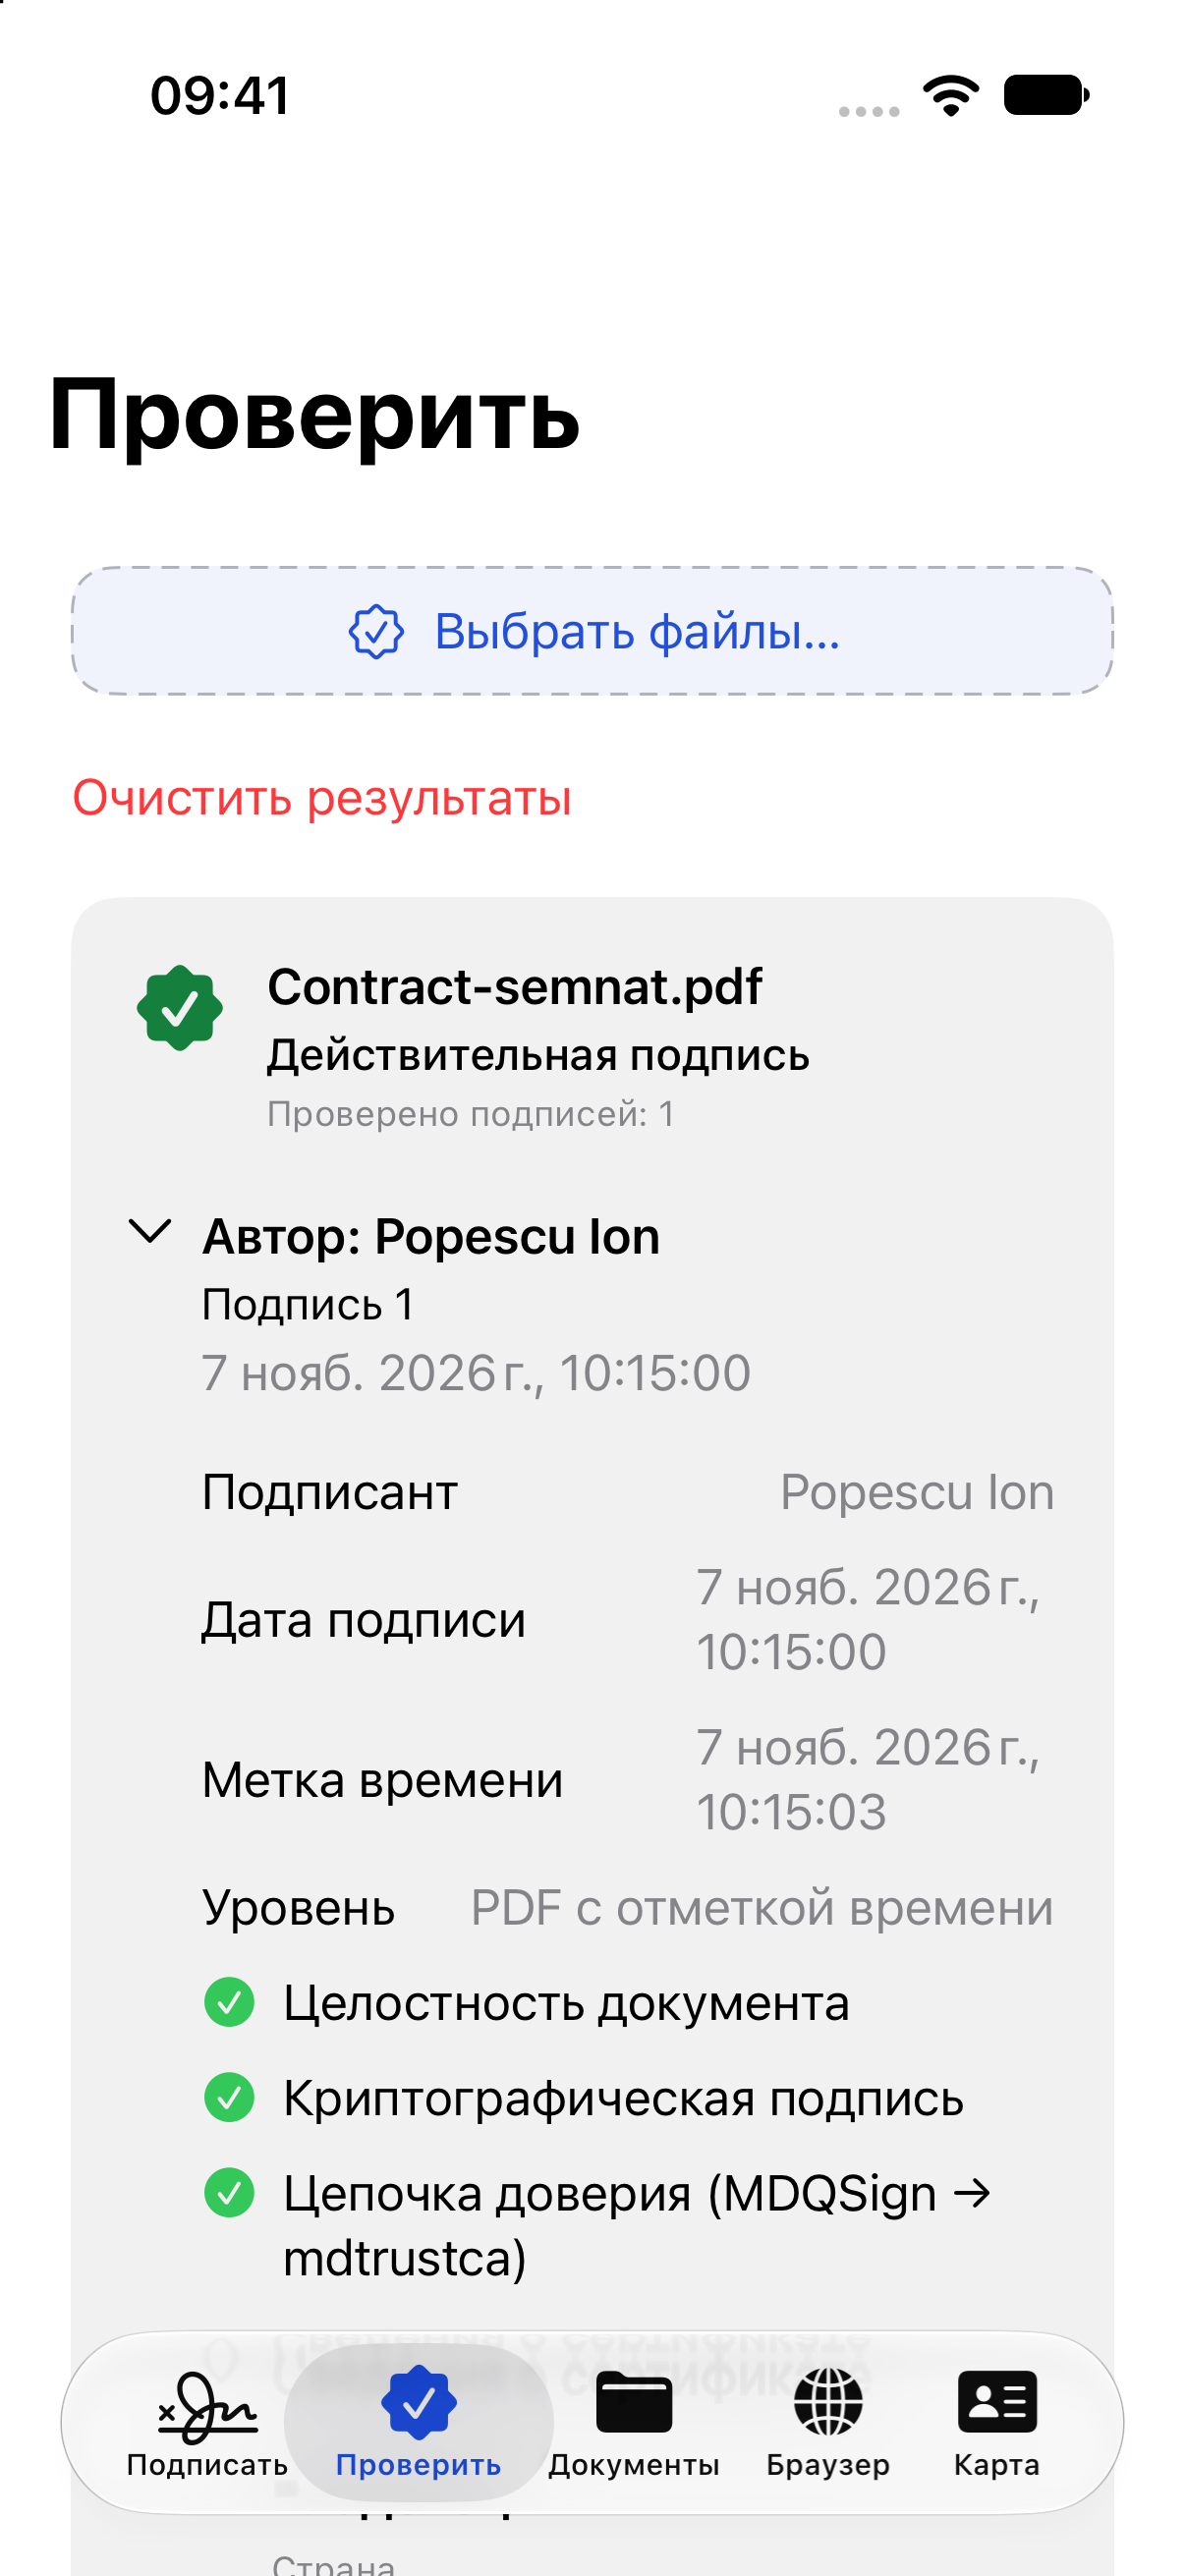 09:41
Проверить
Выбрать файлы...
Очистить результаты
Contract-semnat.pdf
Действительная подпись
Проверено подписей: 1
Автор: Popescu Ion
Подпись 1
7 нояб. 2026 г., 10:15:00
Подписант Popescu Ion
Дата подписи 7 нояб. 2026 г., 10:15:00
Метка времени 7 нояб. 2026 г., 10:15:03
Уровень PDF с отметкой времени
Целостность документа
Криптографическая подпись
Цепочка доверия (MDQSign →
mdtrustca)
Подписать Проверить Документы Браузер Карта
Страна